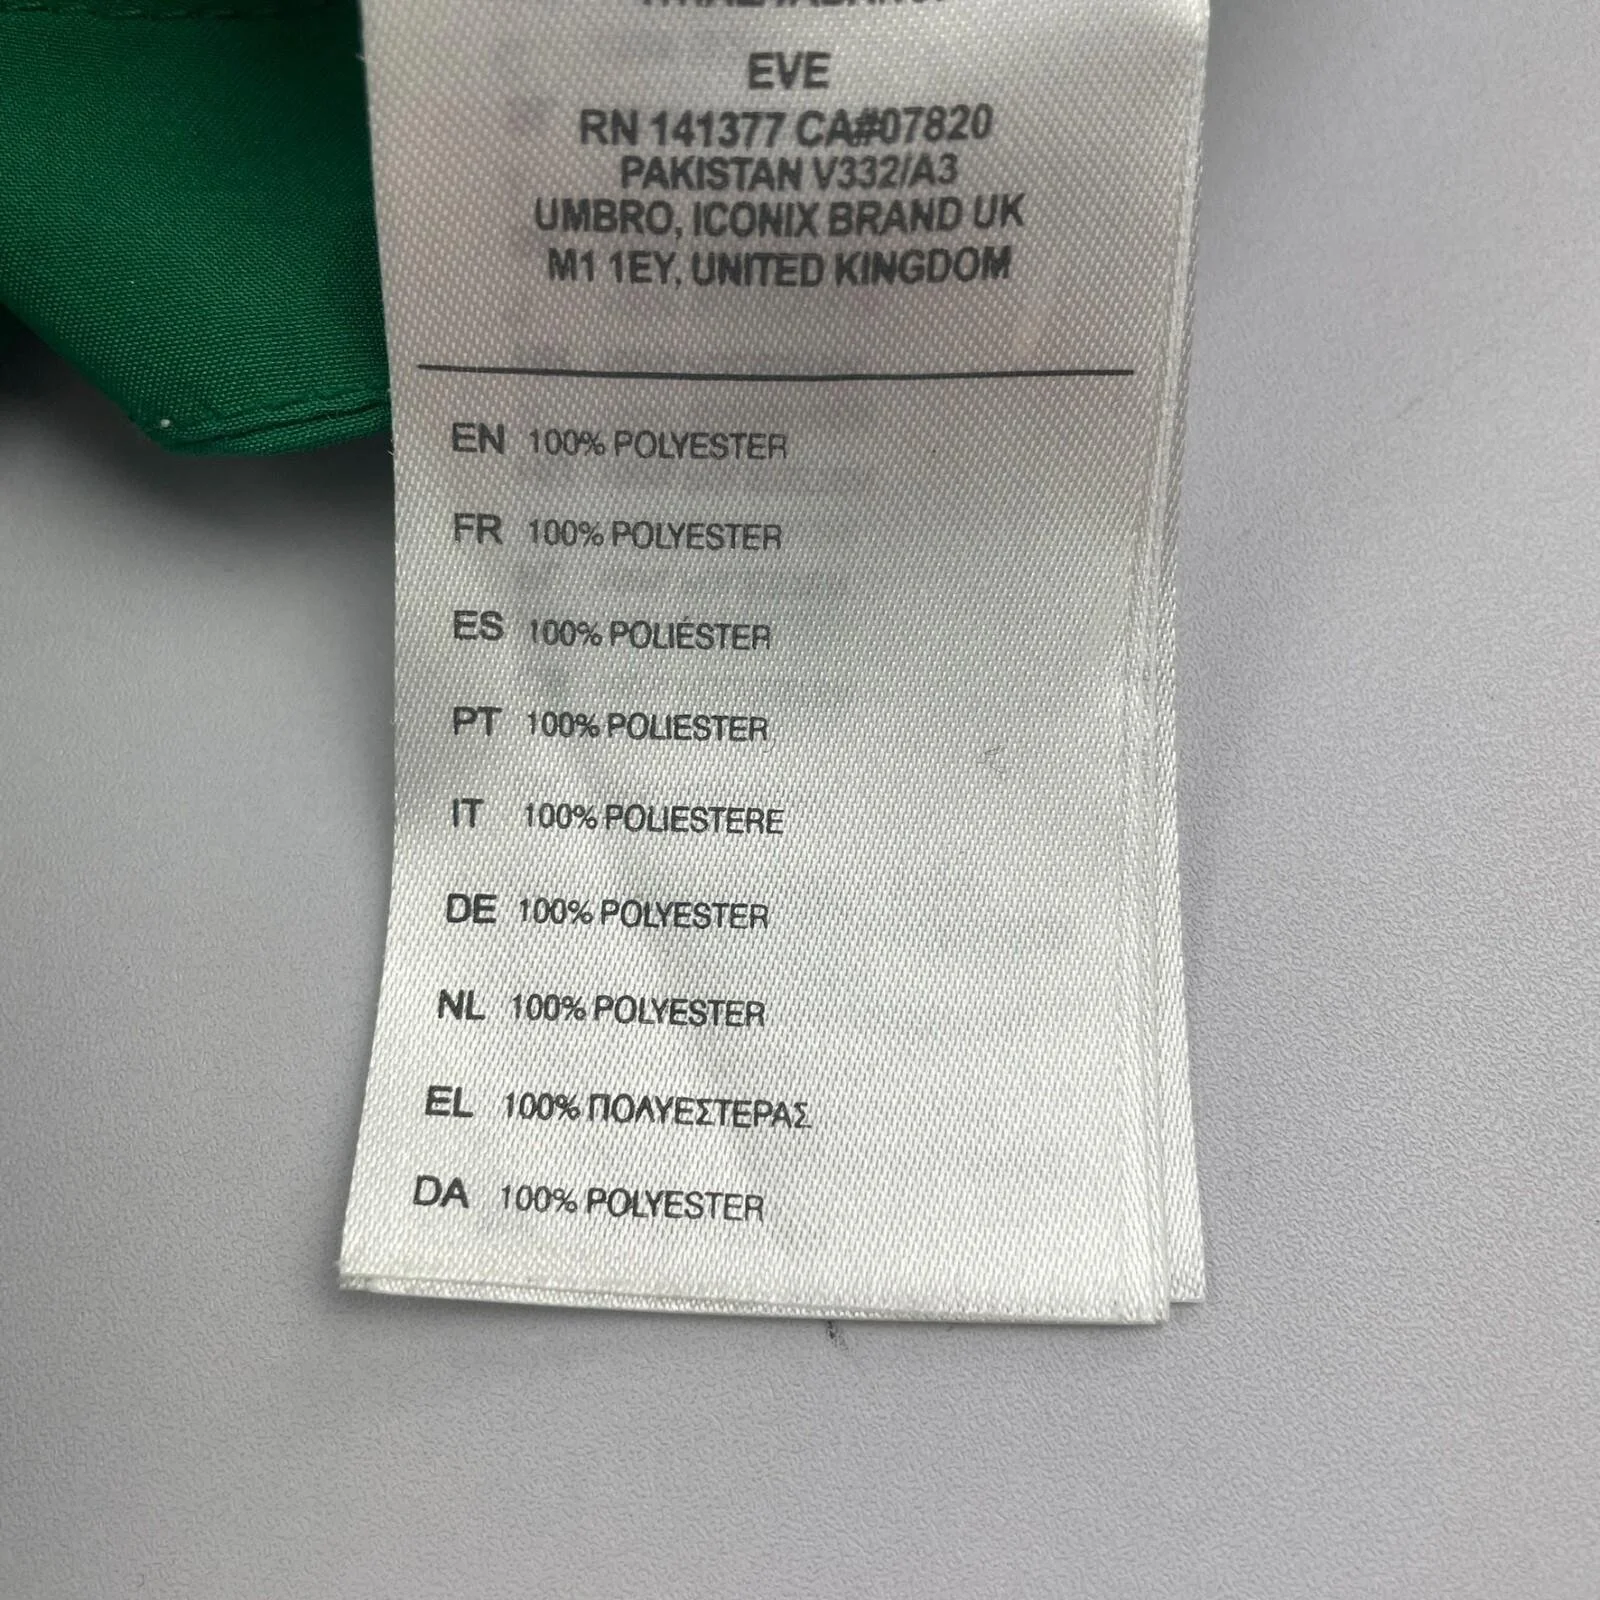 EVE
RN 141377 CA#07820
PAKISTAN V332/A3
UMBRO, ICONIX BRAND UK
M1 1EY, UNITED KINGDOM
EN 100% POLYESTER
FR 100% POLYESTER
ES 100% POLIÉSTER
PT 100% POLIESTER
IT 100% POLIESTERE
DE 100% POLYESTER
NL 100% POLYESTER
EL 100% ΠΟΛΥΕΣΤΕΡΑΣ
DA 100% POLYESTER